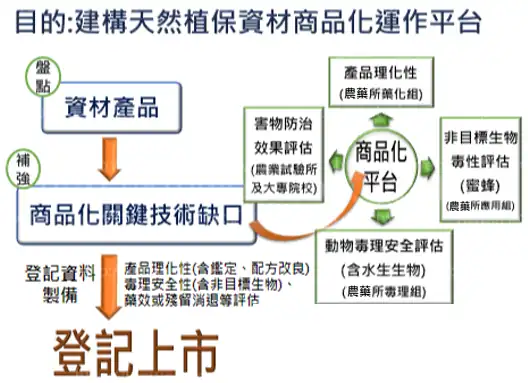 目的:建構天然植保資材商品化運作平台
盤點
資材產品
補強
商品化關鍵技術缺口
登記資料
製備
產品理化性(含鑑定、配方改良)
毒理安全性(含非目標生物)、
藥效或殘留消退等評估
登記上市
產品理化性
(農藥所藥化組)
害物防治
效果評估
(農業試驗所
及大專院校)
商品化
平台
非目標生物
毒性評估
(蜜蜂)
(農藥所應用組)
動物毒理安全評估
(含水生生物)
(農藥所毒理組)